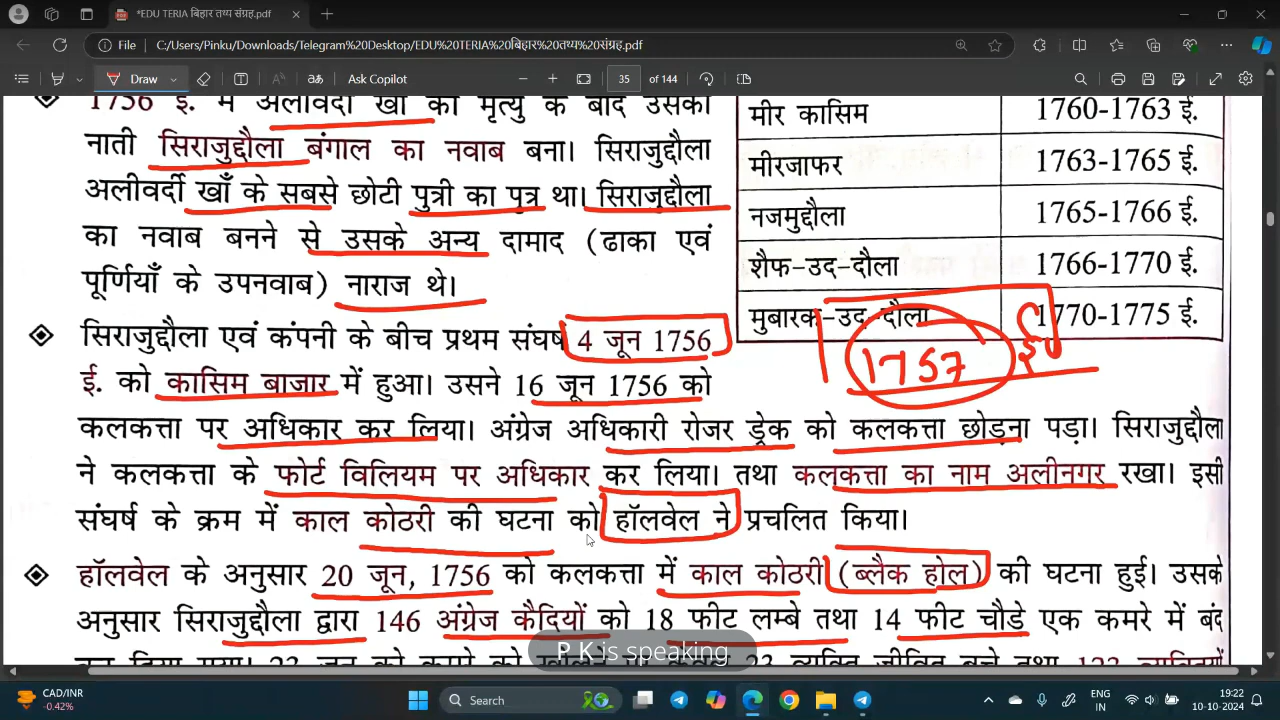 *EDU TERIA बिहार तथ्य संग्रह.pdf
File C:/Users/Pinku/Downloads/Telegram%20Desktop/EDU%20TERIA%20बिहार%20तथ्य%20संग्रह.pdf
Draw Ask Copilot 35 of 144
1756 ई. में अलीवर्दी खाँ की मृत्यु के बाद उसका
नाती सिराजुद्दौला बंगाल का नवाब बना। सिराजुद्दौला
अलीवर्दी खाँ के सबसे छोटी पुत्री का पुत्र था। सिराजुद्दौला
का नवाब बनने से उसके अन्य दामाद (ढाका एवं
पूर्णियाँ के उपनवाब) नाराज थे।
मीर कासिम 1760-1763 ई.
मीरजाफर 1763-1765 ई.
नजमुद्दौला 1765-1766 ई.
शैफ-उद-दौला 1766-1770 ई.
मुबारक-उद-दौला 1770-1775 ई.
1757 ई
सिराजुद्दौला एवं कंपनी के बीच प्रथम संघर्ष 4 जून 1756
ई. को कासिम बाजार में हुआ। उसने 16 जून 1756 को
कलकत्ता पर अधिकार कर लिया। अंग्रेज अधिकारी रोजर ड्रेक को कलकत्ता छोड़ना पड़ा। सिराजुद्दौला
ने कलकत्ता के फोर्ट विलियम पर अधिकार कर लिया। तथा कलकत्ता का नाम अलीनगर रखा। इसी
संघर्ष के क्रम में काल कोठरी की घटना को हॉलवेल ने प्रचलित किया।
हॉलवेल के अनुसार 20 जून, 1756 को कलकत्ता में काल कोठरी (ब्लैक होल) की घटना हुई। उसके
अनुसार सिराजुद्दौला द्वारा 146 अंग्रेज कैदियों को 18 फीट लम्बे तथा 14 फीट चौडे एक कमरे में बंद
P K is speaking
CAD/INR
-0.42%
Search
ENG
IN
19:22
10-10-2024